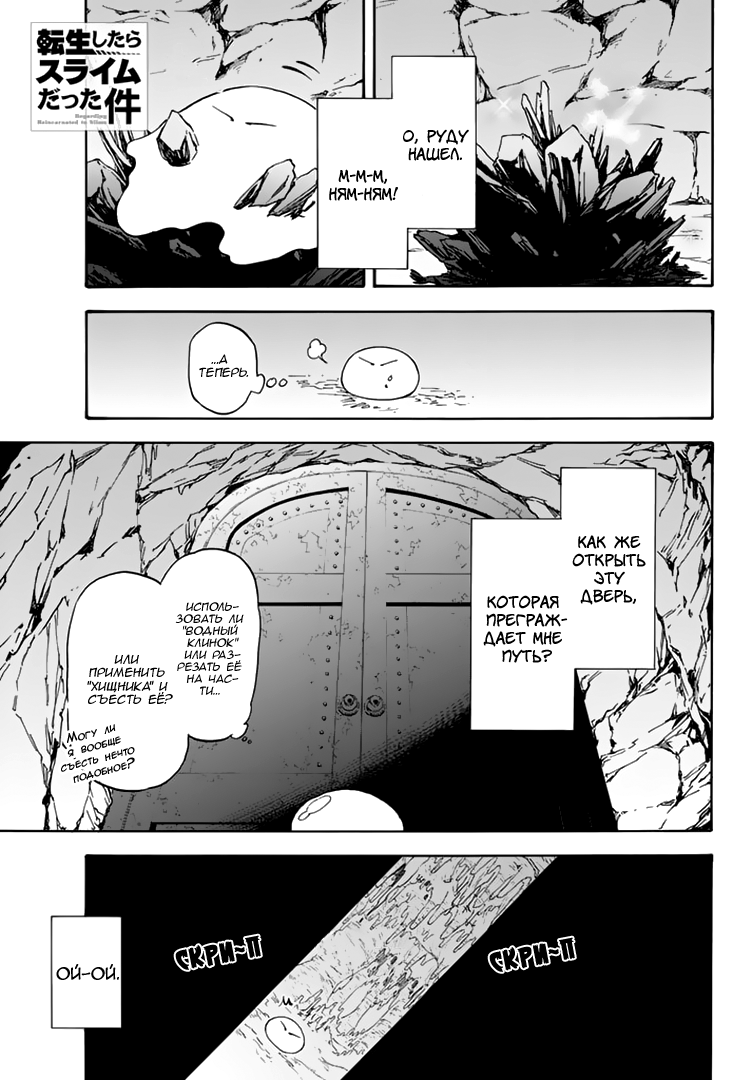 転生したら
スライム
だった件
Regarding
Reincarnated to Slime
О, РУДУ
НАШЕЛ.
М-М-М,
НЯМ-НЯМ!
...А
ТЕПЕРЬ.
КАК ЖЕ
ОТКРЫТЬ
ЭТУ
ДВЕРЬ,
КОТОРАЯ
ПРЕГРАЖ-
ДАЕТ МНЕ
ПУТЬ?
ИСПОЛЬ-
ЗОВАТЬ ЛИ
"ВОДНЫЙ
КЛИНОК"
ИЛИ РАЗ-
РЕЗАТЬ ЕЁ
НА ЧАС-
ТИ...
ИЛИ
ПРИМЕНИТЬ
"ХИЩНИКА" И
СЪЕСТЬ ЕЁ?
МОГУ ЛИ
Я ВООБЩЕ
СЪЕСТЬ НЕЧТО
ПОДОБНОЕ?
СКРИ~П
СКРИ~П
ОЙ-ОЙ.